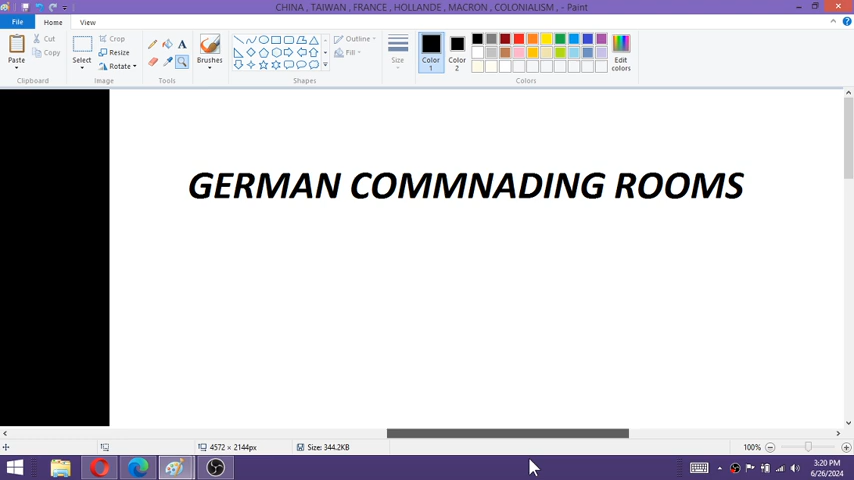 CHINA , TAIWAN , FRANCE , HOLLANDE , MACRON , COLONIALISM , - Paint
File Home View
Paste
Cut
Copy
Clipboard
Select
Crop
Resize
Rotate
Image
A
Tools
Brushes
Outline
Fill
Shapes
Size
Color 1
Color 2
Edit colors
Colors
GERMAN COMMNADING ROOMS
4572 × 2144px
Size: 344.2KB
100%
3:20 PM
6/26/2024